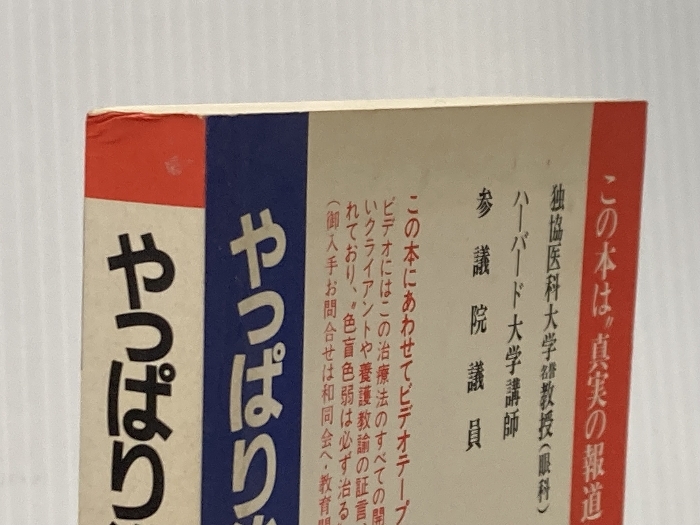 この本は〝真実の報道
独協医科大学名誉教授(眼科)
ハーバード大学講師
参議院議員
この本にあわせてビデオテープ
ビデオにはこの治療法のすべての開
いクライアントや養護教諭の証言
れており、〝色盲色弱は必ず治る
(御入手お問合せは和同会へ・教育関
やっぱり
やっぱり